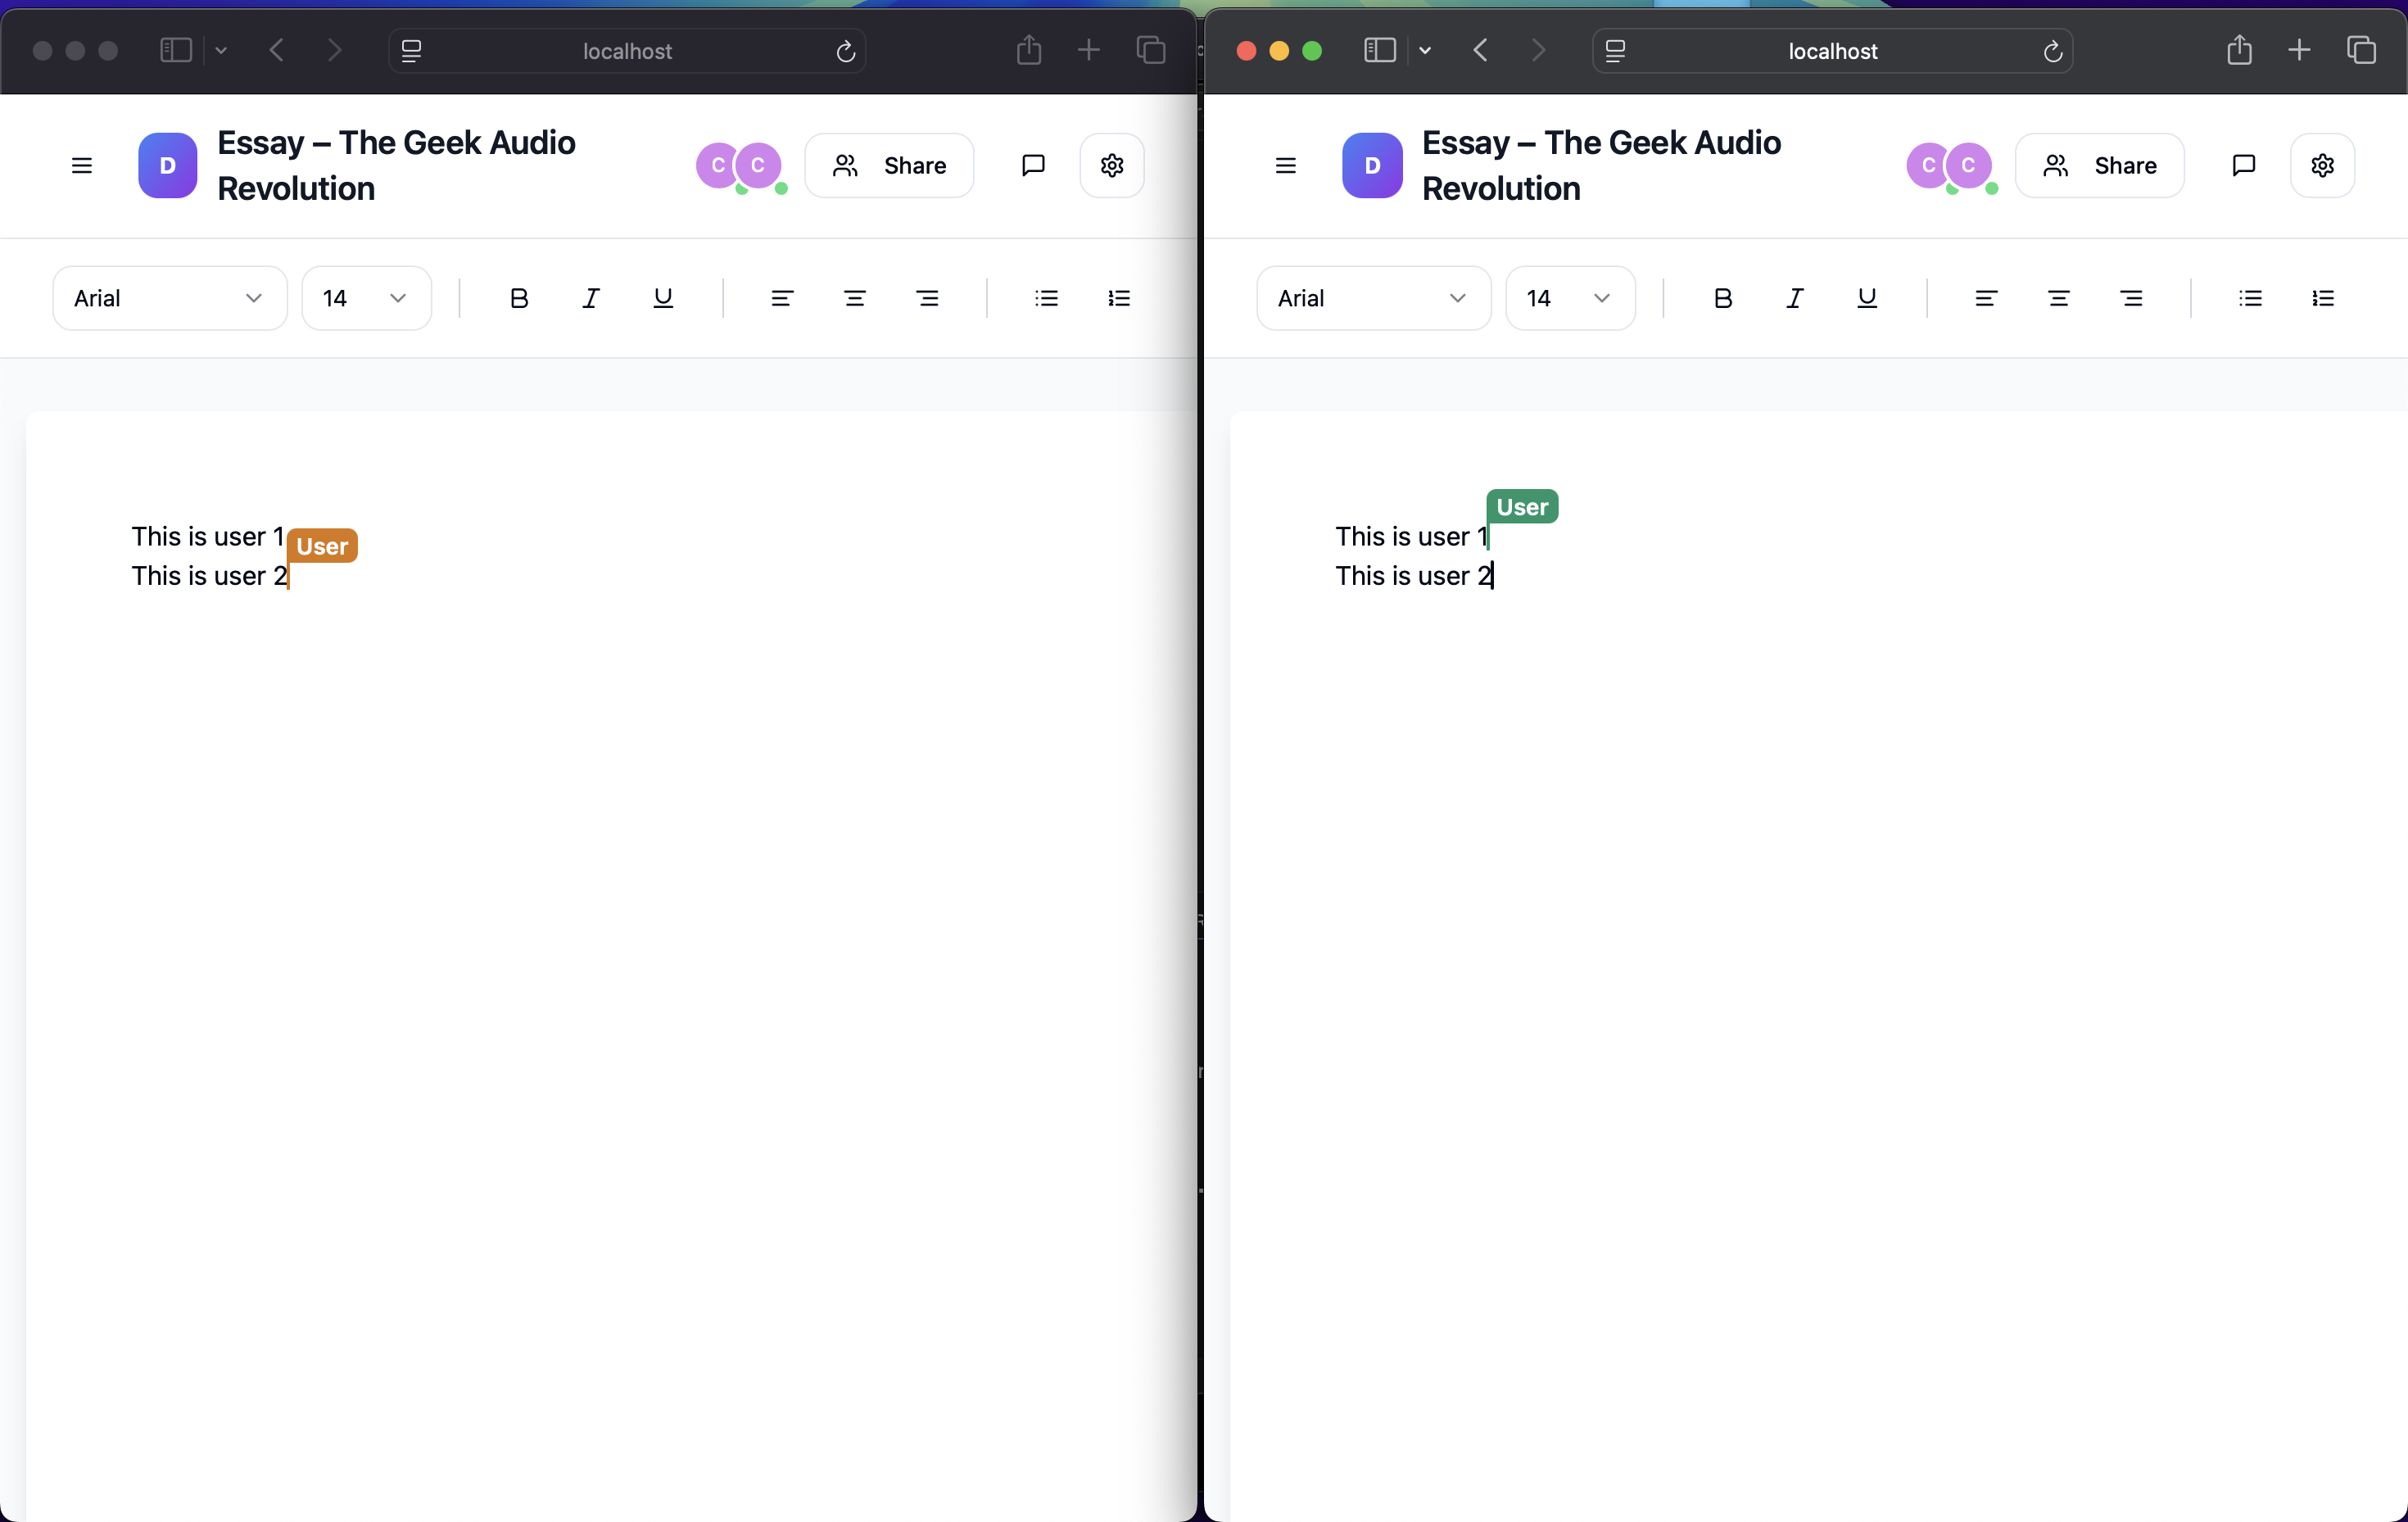 localhost
D
Essay – The Geek Audio
Revolution
C C
Share
Arial
14
B I U
This is user 1
User
This is user 2
localhost
D
Essay – The Geek Audio
Revolution
C C
Share
Arial
14
B I U
User
This is user 1
This is user 2